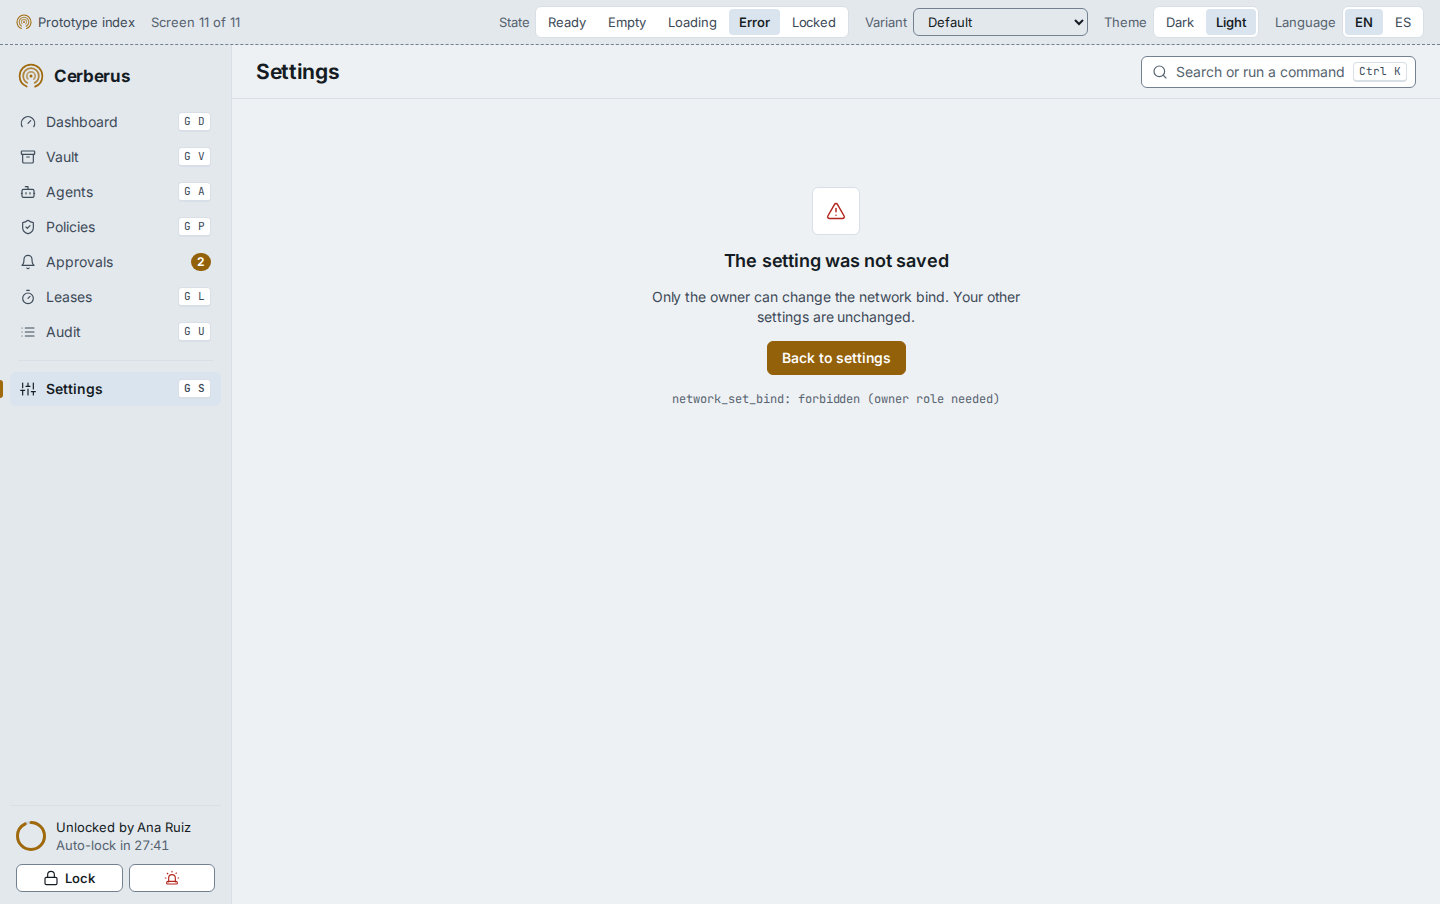 Prototype index Screen 11 of 11 State Ready Empty Loading Error Locked Variant Default Theme Dark Light Language EN ES
Cerberus
Settings
Search or run a command Ctrl K
Dashboard G D
Vault G V
Agents G A
Policies G P
Approvals 2
Leases G L
Audit G U
Settings G S
The setting was not saved
Only the owner can change the network bind. Your other
settings are unchanged.
Back to settings
network_set_bind: forbidden (owner role needed)
Unlocked by Ana Ruiz
Auto-lock in 27:41
Lock